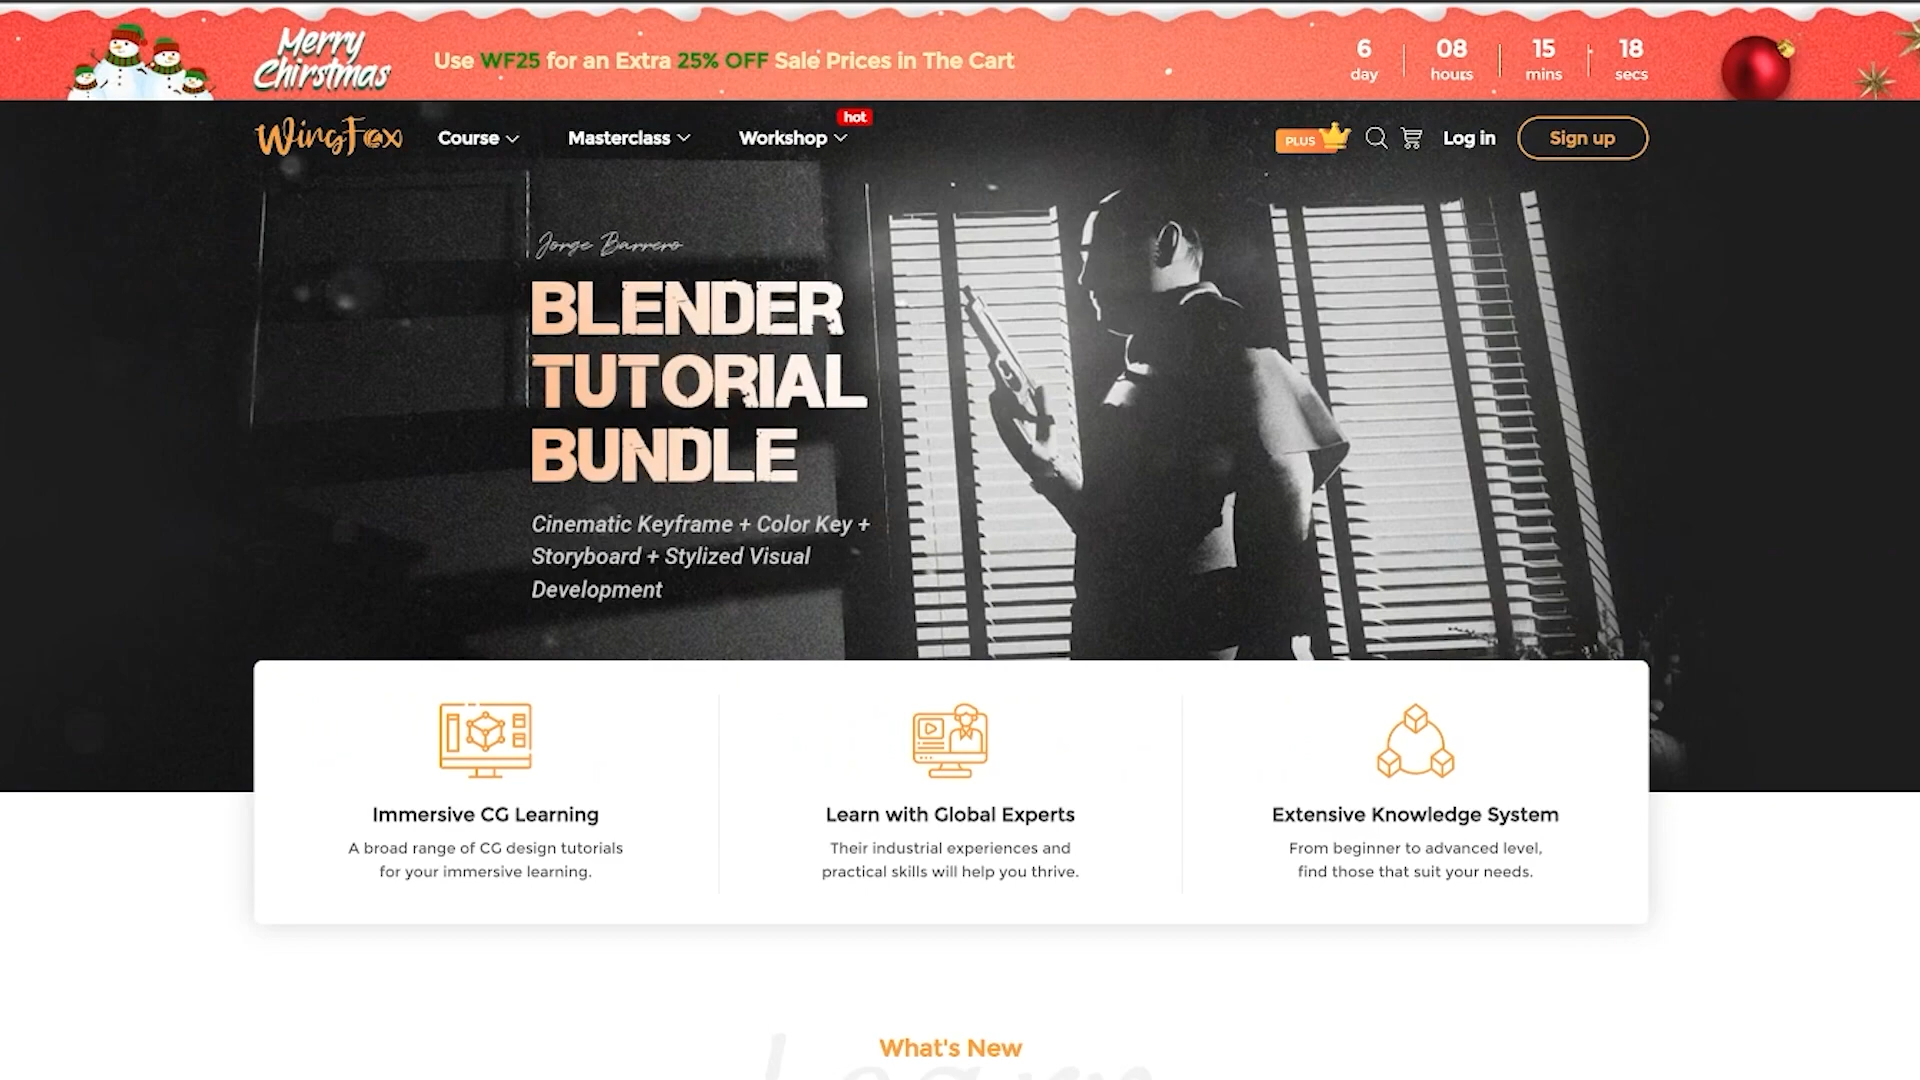 Merry
Chirstmas
Use WF25 for an Extra 25% OFF Sale Prices in The Cart
6 08 15 18
day hours mins secs
WingFox
Course
Masterclass
Workshop
hot
PLUS
Log in
Sign up
Jorge Barrero
BLENDER
TUTORIAL
BUNDLE
Cinematic Keyframe + Color Key +
Storyboard + Stylized Visual
Development
Immersive CG Learning
A broad range of CG design tutorials
for your immersive learning.
Learn with Global Experts
Their industrial experiences and
practical skills will help you thrive.
Extensive Knowledge System
From beginner to advanced level,
find those that suit your needs.
What's New